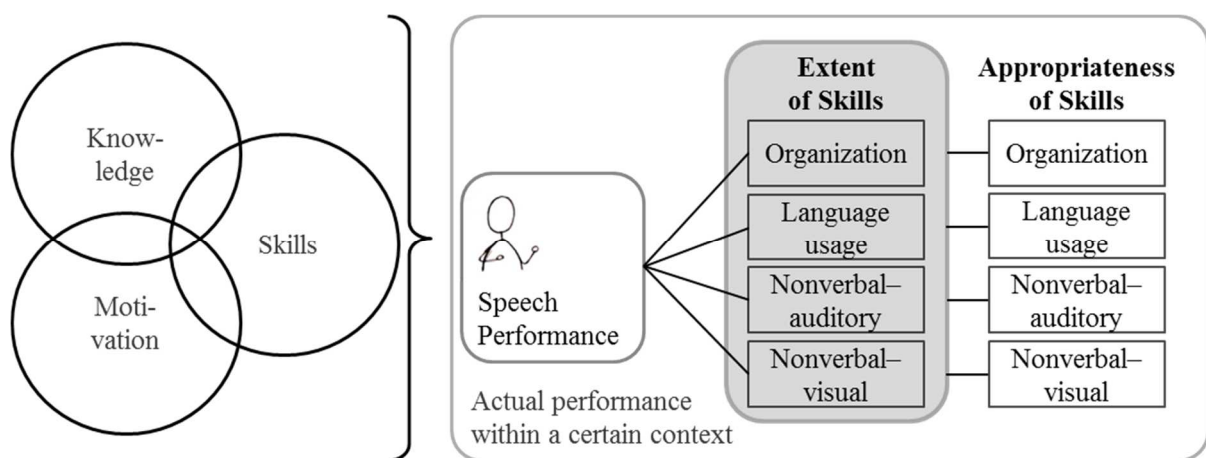 Know-
ledge
Skills
Moti-
vation
Speech
Performance
Actual performance
within a certain context
Extent
of Skills
Organization
Language
usage
Nonverbal–
auditory
Nonverbal–
visual
Appropriateness
of Skills
Organization
Language
usage
Nonverbal–
auditory
Nonverbal–
visual